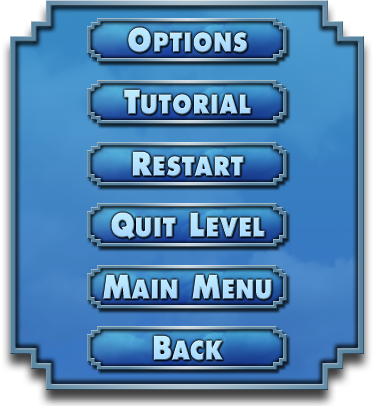 OPTIONS
TUTORIAL
RESTART
QUIT LEVEL
MAIN MENU
BACK